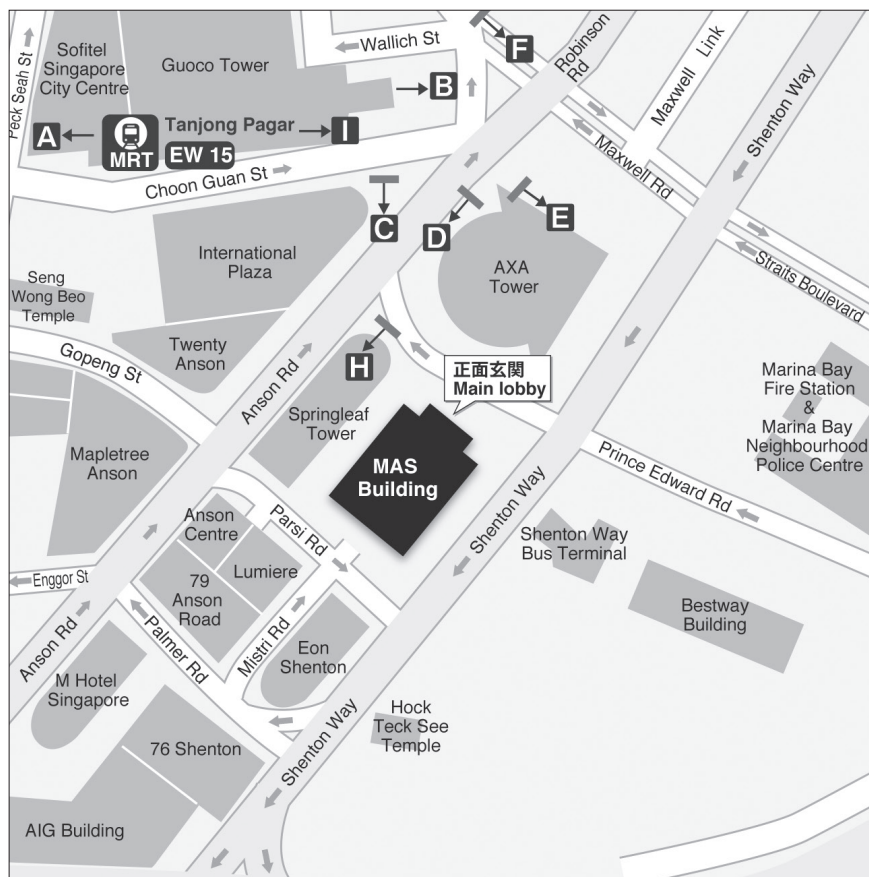 Peck Seah St
Sofitel
Singapore
City Centre
Guoco Tower
Wallich St
F
Robinson
Rd
Maxwell Link
Shenton Way
B
A
MRT
Tanjong Pagar
EW 15
I
Choon Guan St
Maxwell Rd
C
D
E
International
Plaza
AXA
Tower
Straits Boulevard
Seng
Wong Beo
Temple
Twenty
Anson
Gopeng St
Anson Rd
H
正面玄関
Main lobby
Springleaf
Tower
MAS
Building
Marina Bay
Fire Station
&
Marina Bay
Neighbourhood
Police Centre
Mapletree
Anson
Shenton Way
Prince Edward Rd
Anson
Centre
Parsi Rd
Shenton Way
Bus Terminal
Enggor St
79
Anson
Road
Lumiere
Bestway
Building
Anson Rd
Palmer Rd
Mistri Rd
Eon
Shenton
M Hotel
Singapore
Hock
Teck See
Temple
Shenton Way
76 Shenton
AIG Building